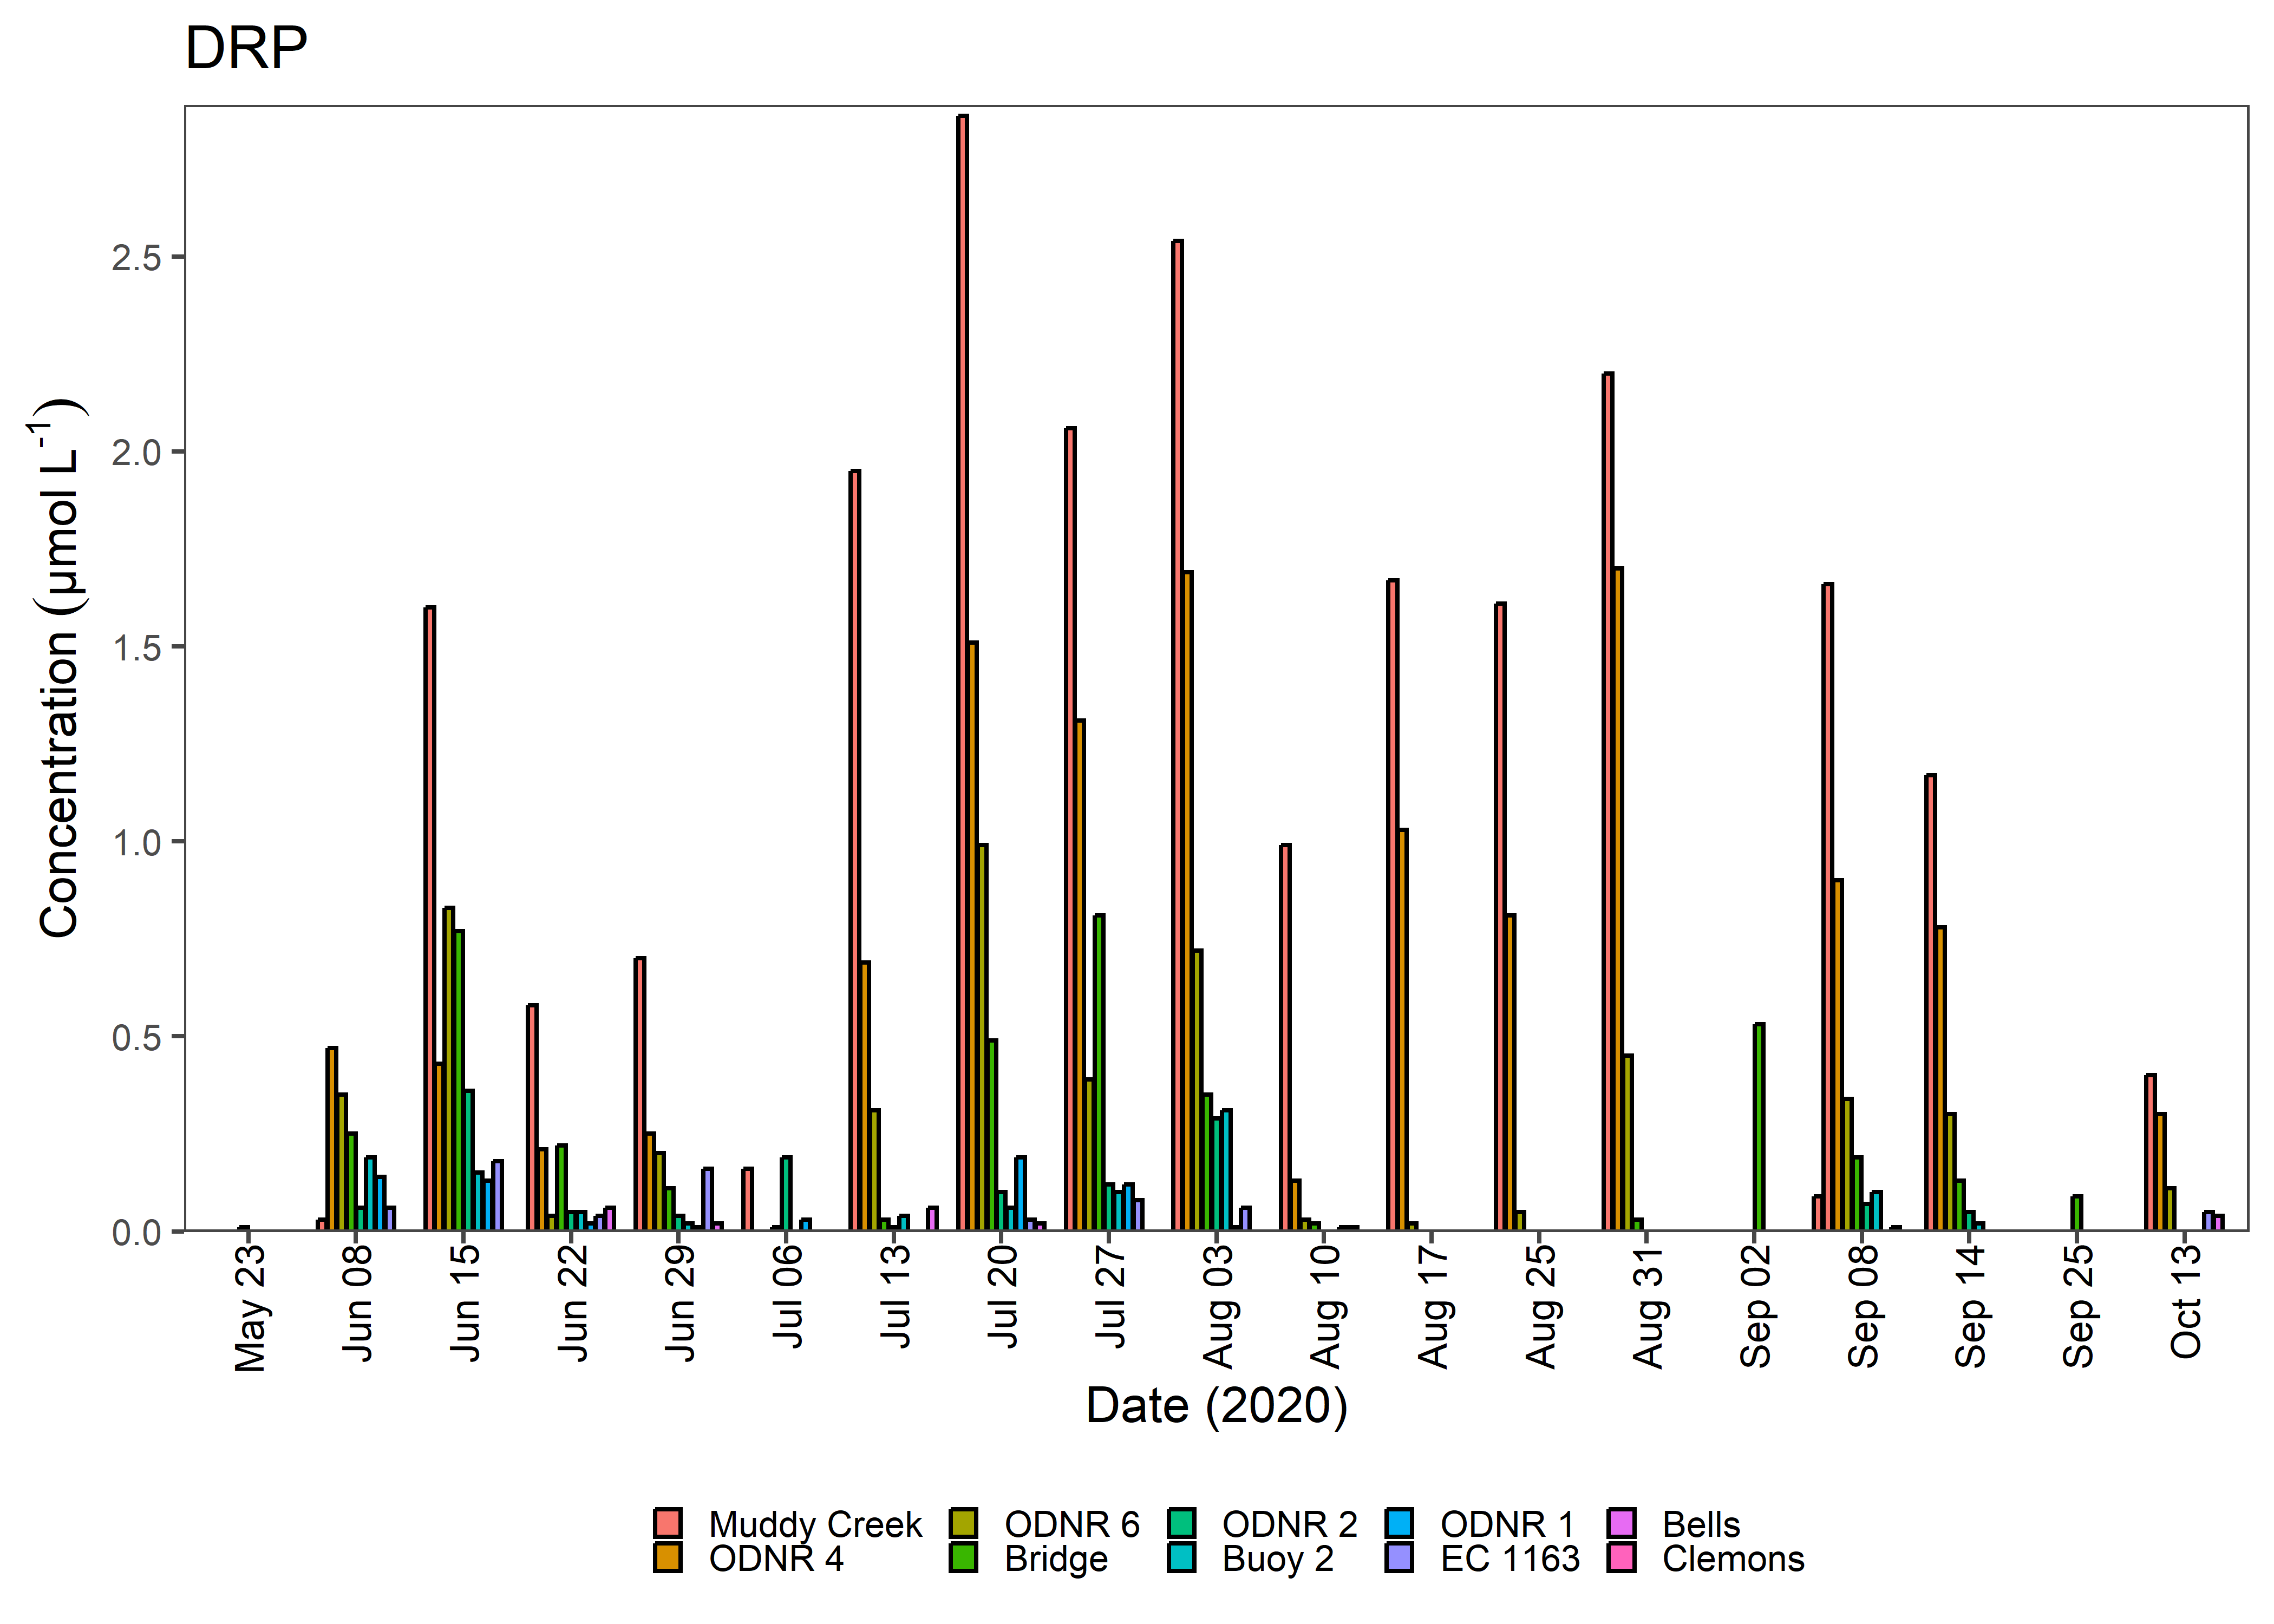 DRP
Concentration (µmol L⁻¹)
2.5
2.0
1.5
1.0
0.5
0.0
May 23
Jun 08
Jun 15
Jun 22
Jun 29
Jul 06
Jul 13
Jul 20
Jul 27
Aug 03
Aug 10
Aug 17
Aug 25
Aug 31
Sep 02
Sep 08
Sep 14
Sep 25
Oct 13
Date (2020)
Muddy Creek ODNR 6 ODNR 2 ODNR 1 Bells
ODNR 4 Bridge Buoy 2 EC 1163 Clemons